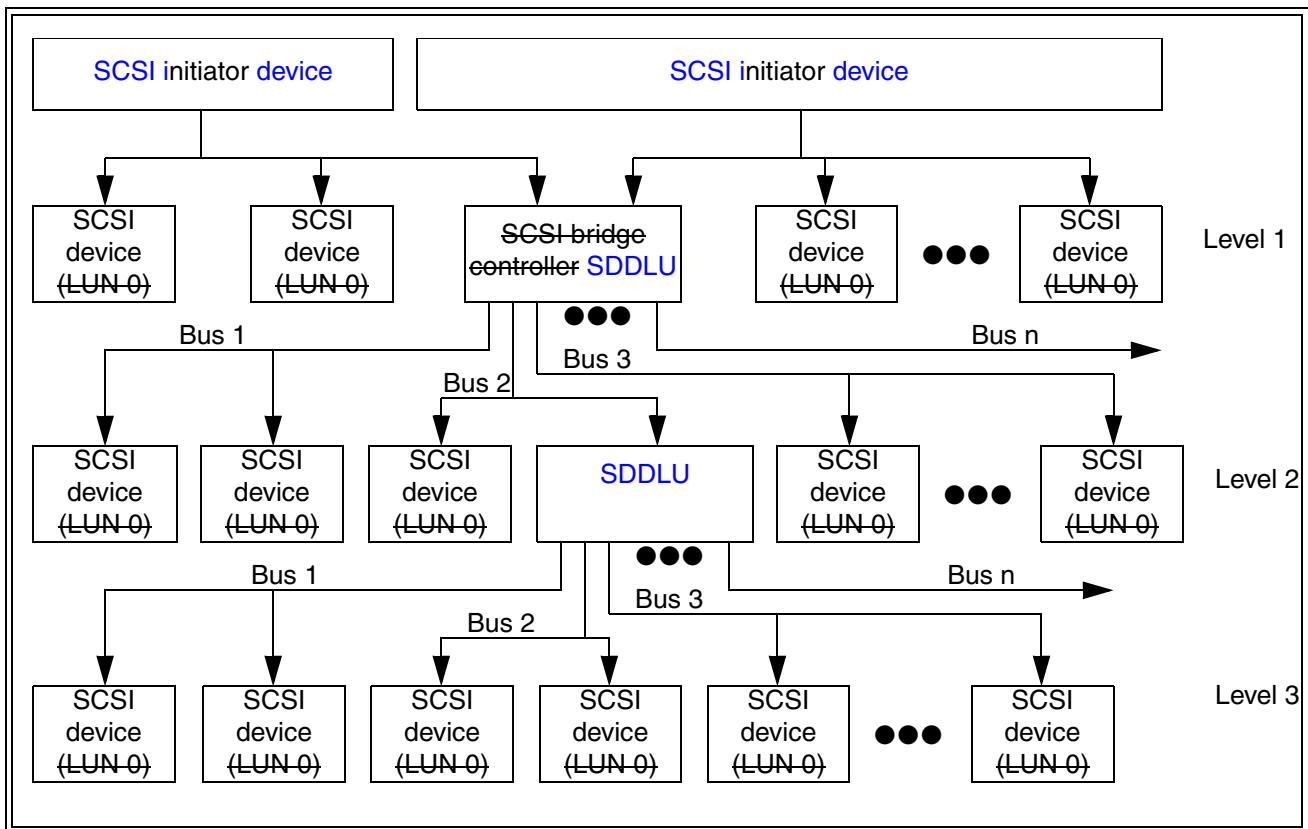 SCSI initiator device
SCSI initiator device
SCSI
device
(LUN 0)
SCSI
device
(LUN 0)
SCSI bridge
controller SDDLU
SCSI
device
(LUN 0)
SCSI
device
(LUN 0)
Level 1
Bus 1
Bus 2
Bus 3
Bus n
SCSI
device
(LUN 0)
SCSI
device
(LUN 0)
SCSI
device
(LUN 0)
SDDLU
SCSI
device
(LUN 0)
SCSI
device
(LUN 0)
Level 2
Bus 1
Bus 2
Bus 3
Bus n
SCSI
device
(LUN 0)
SCSI
device
(LUN 0)
SCSI
device
(LUN 0)
SCSI
device
(LUN 0)
SCSI
device
(LUN 0)
SCSI
device
(LUN 0)
Level 3